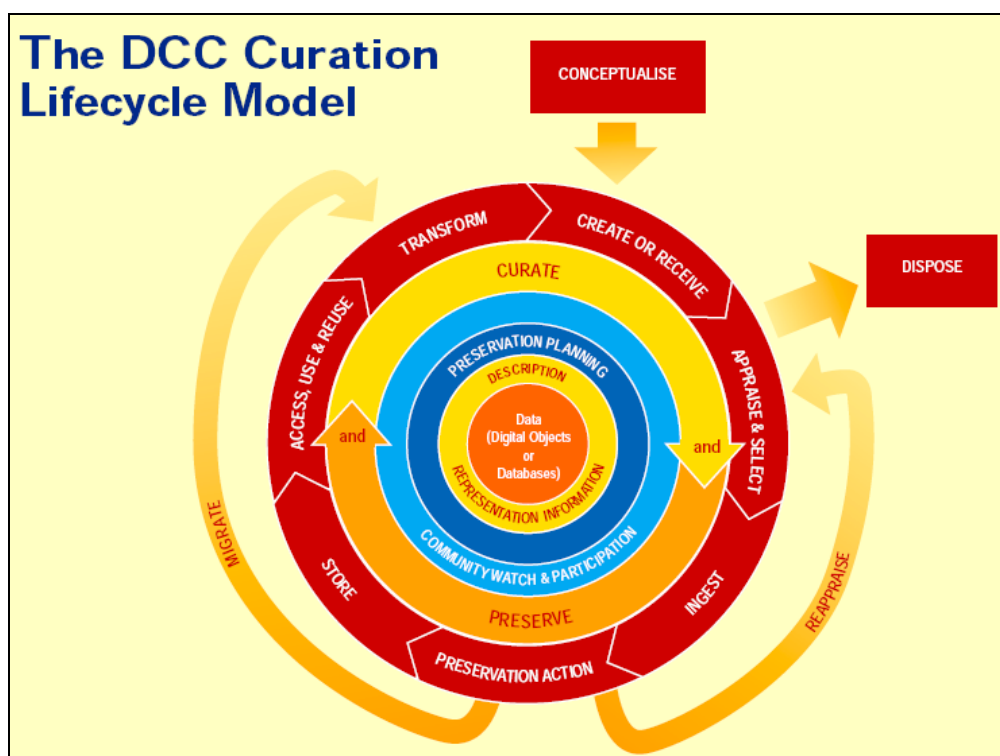 The DCC Curation
Lifecycle Model
CONCEPTUALISE
DISPOSE
TRANSFORM
CREATE OR RECEIVE
APPRAISE & SELECT
INGEST
PRESERVATION ACTION
STORE
ACCESS, USE & REUSE
MIGRATE
REAPPRAISE
CURATE
and
PRESERVE
and
COMMUNITY WATCH & PARTICIPATION
PRESERVATION PLANNING
DESCRIPTION
REPRESENTATION INFORMATION
Data
(Digital Objects
or
Databases)